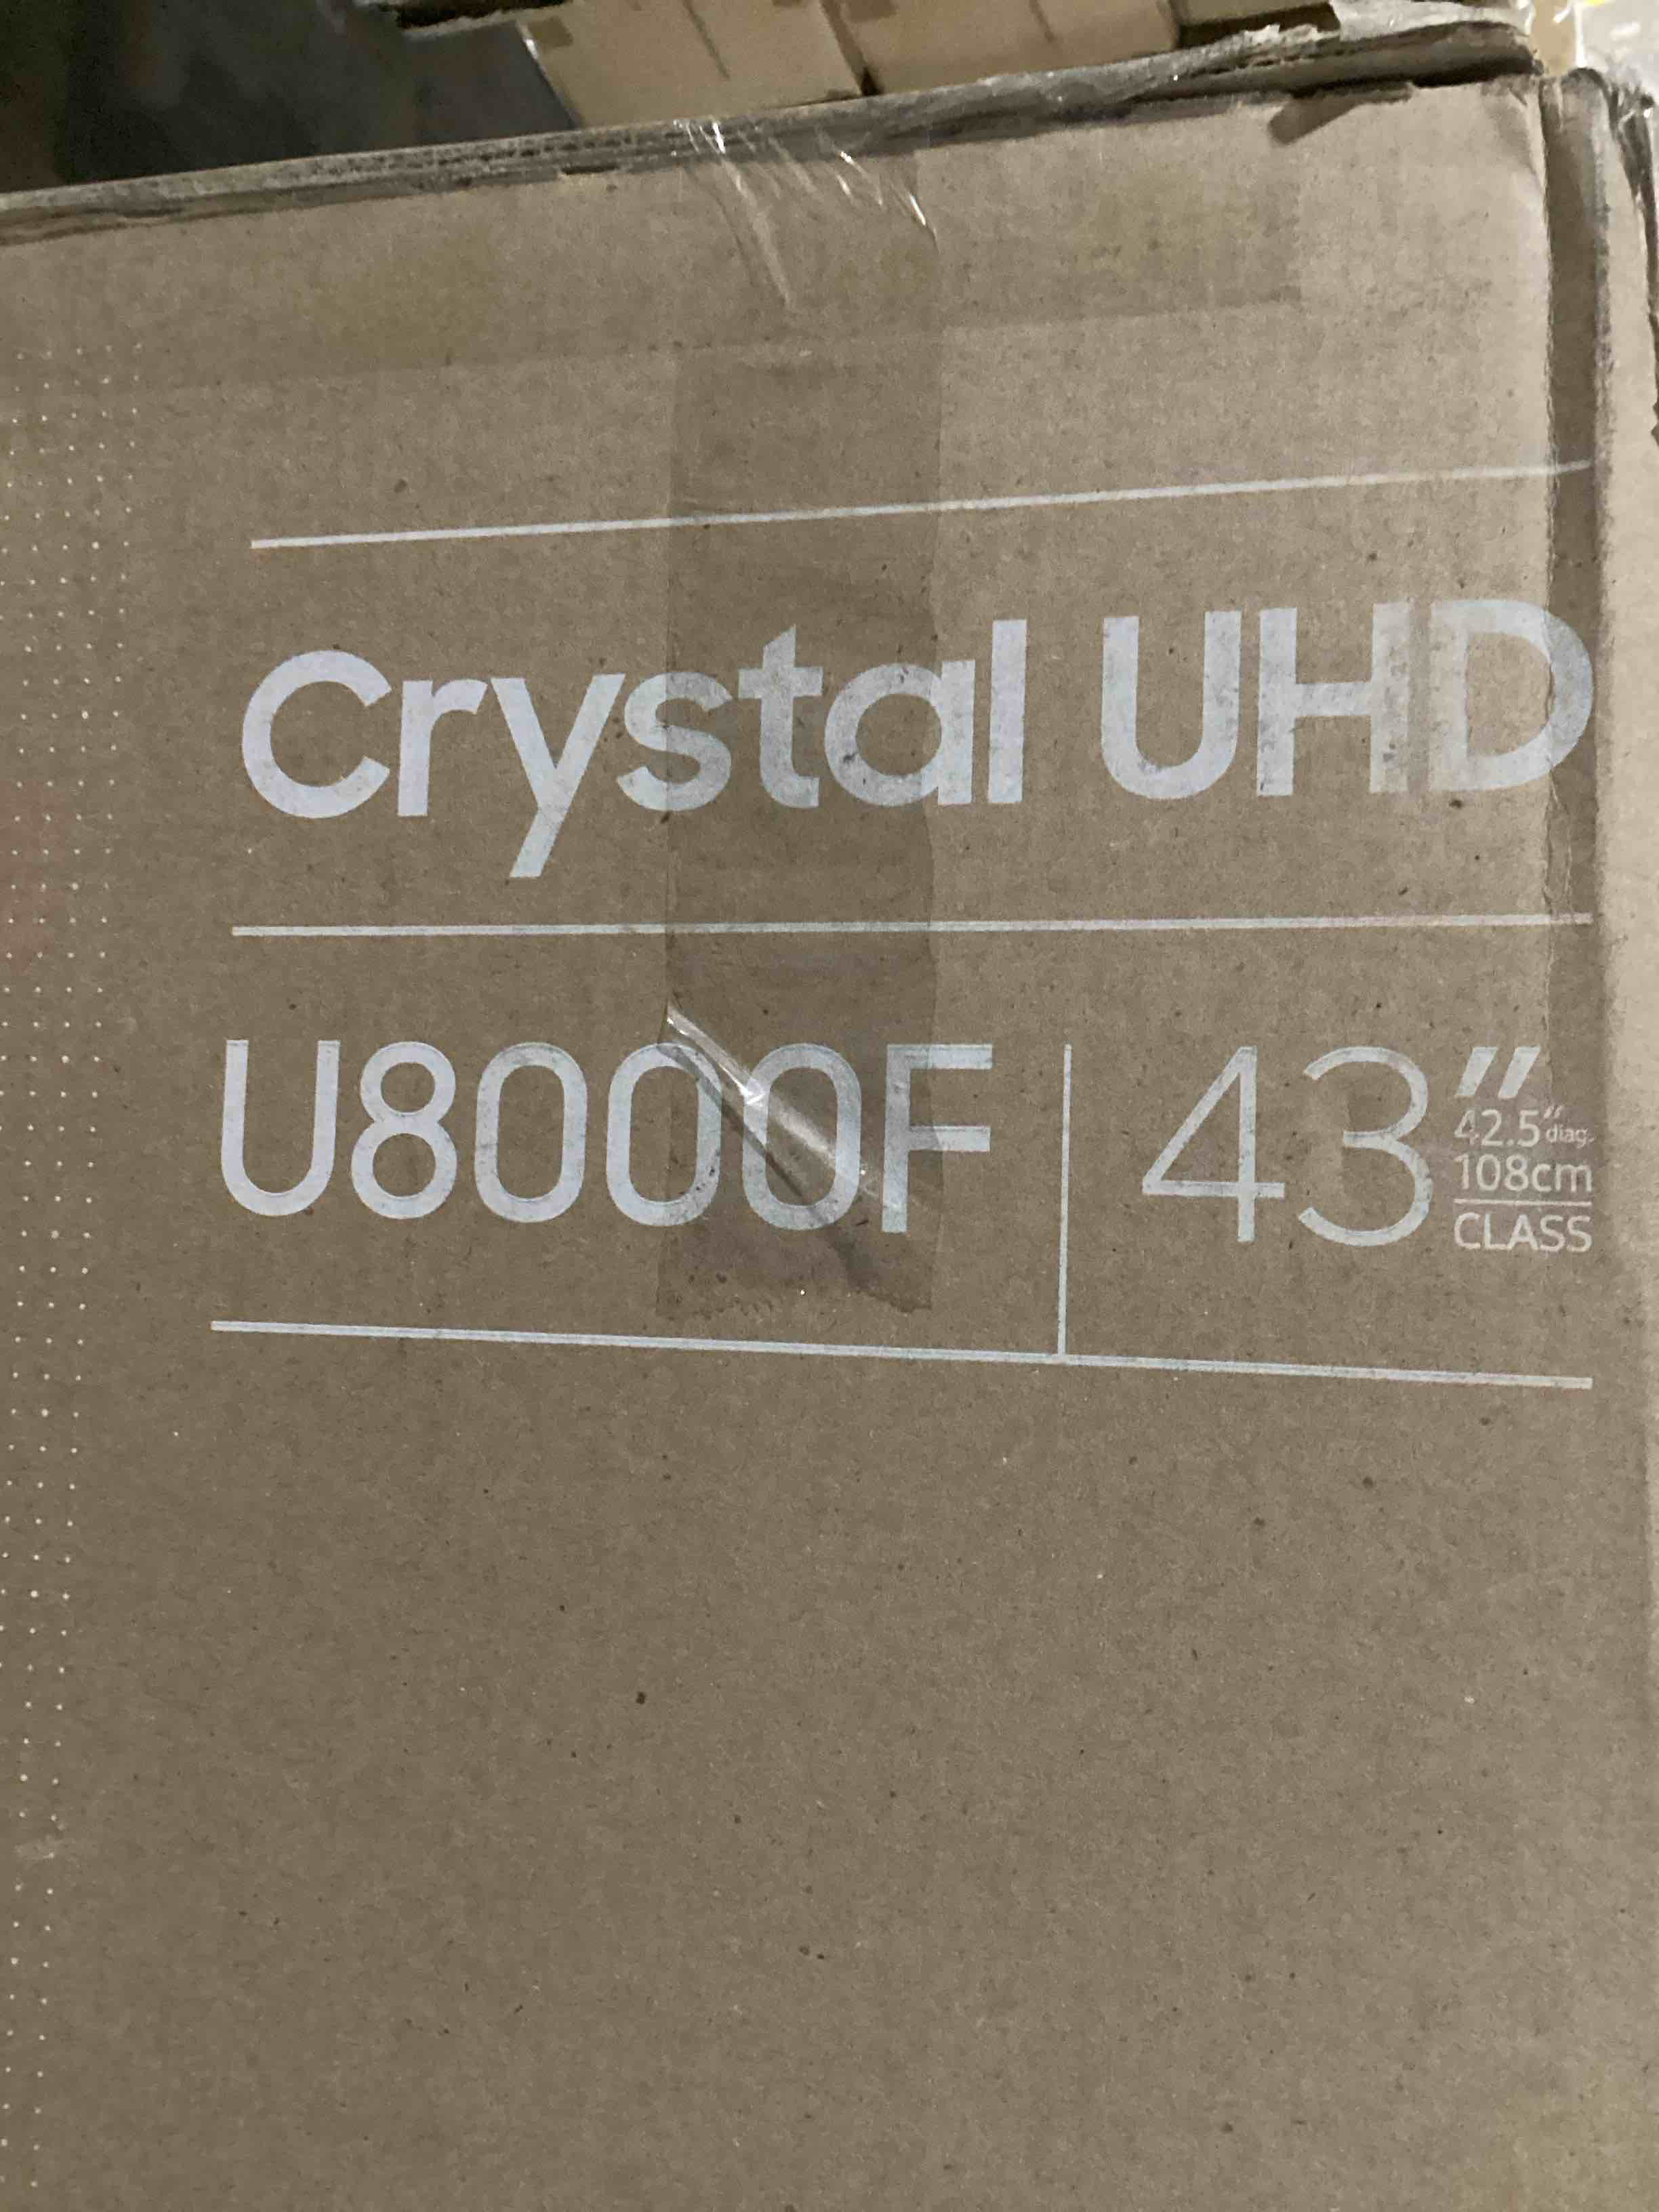 Crystal UHD
U8000F | 43"
42.5" diag.
108cm
CLASS